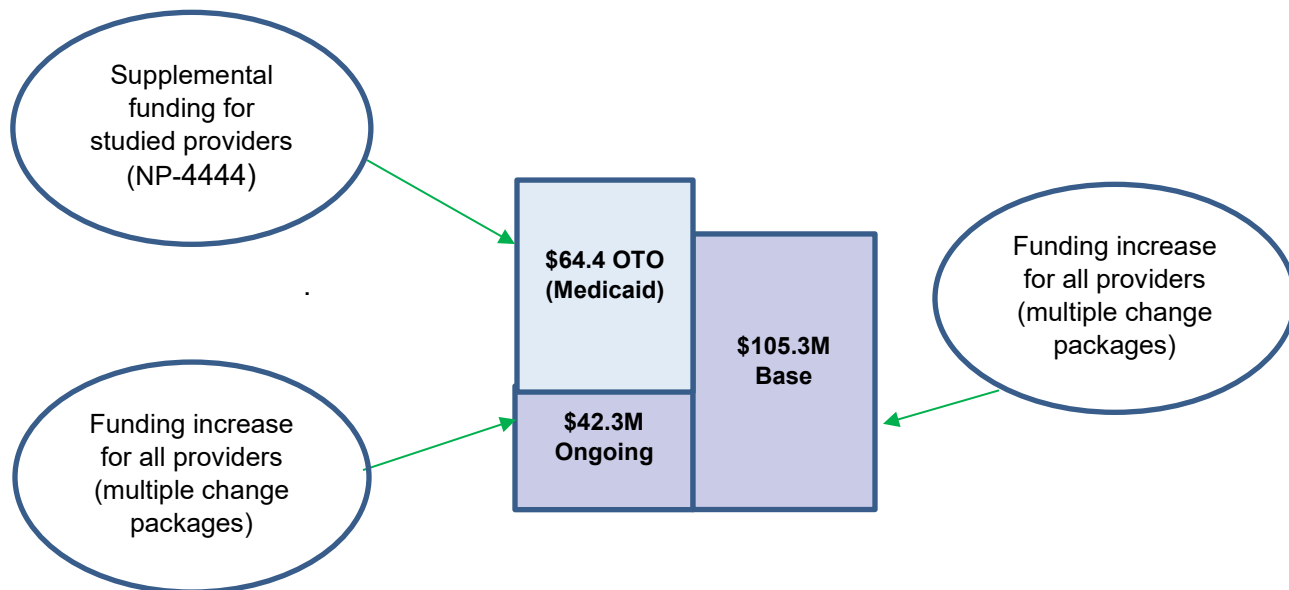 Supplemental
funding for
studied providers
(NP-4444)
$64.4 OTO
(Medicaid)
.
Funding increase
for all providers
(multiple change
packages)
$105.3M
Base
Funding increase
for all providers
(multiple change
packages)
$42.3M
Ongoing